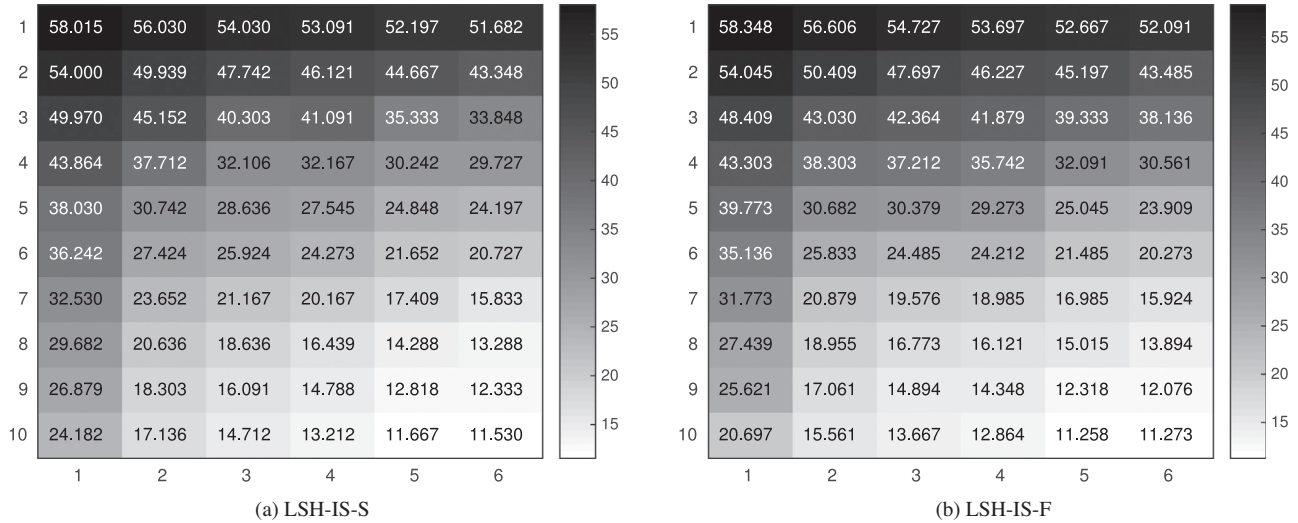 1 58.015 56.030 54.030 53.091 52.197 51.682
2 54.000 49.939 47.742 46.121 44.667 43.348
3 49.970 45.152 40.303 41.091 35.333 33.848
4 43.864 37.712 32.106 32.167 30.242 29.727
5 38.030 30.742 28.636 27.545 24.848 24.197
6 36.242 27.424 25.924 24.273 21.652 20.727
7 32.530 23.652 21.167 20.167 17.409 15.833
8 29.682 20.636 18.636 16.439 14.288 13.288
9 26.879 18.303 16.091 14.788 12.818 12.333
10 24.182 17.136 14.712 13.212 11.667 11.530
1 2 3 4 5 6
55
50
45
40
35
30
25
20
15
(a) LSH-IS-S
1 58.348 56.606 54.727 53.697 52.667 52.091
2 54.045 50.409 47.697 46.227 45.197 43.485
3 48.409 43.030 42.364 41.879 39.333 38.136
4 43.303 38.303 37.212 35.742 32.091 30.561
5 39.773 30.682 30.379 29.273 25.045 23.909
6 35.136 25.833 24.485 24.212 21.485 20.273
7 31.773 20.879 19.576 18.985 16.985 15.924
8 27.439 18.955 16.773 16.121 15.015 13.894
9 25.621 17.061 14.894 14.348 12.318 12.076
10 20.697 15.561 13.667 12.864 11.258 11.273
1 2 3 4 5 6
55
50
45
40
35
30
25
20
15
(b) LSH-IS-F